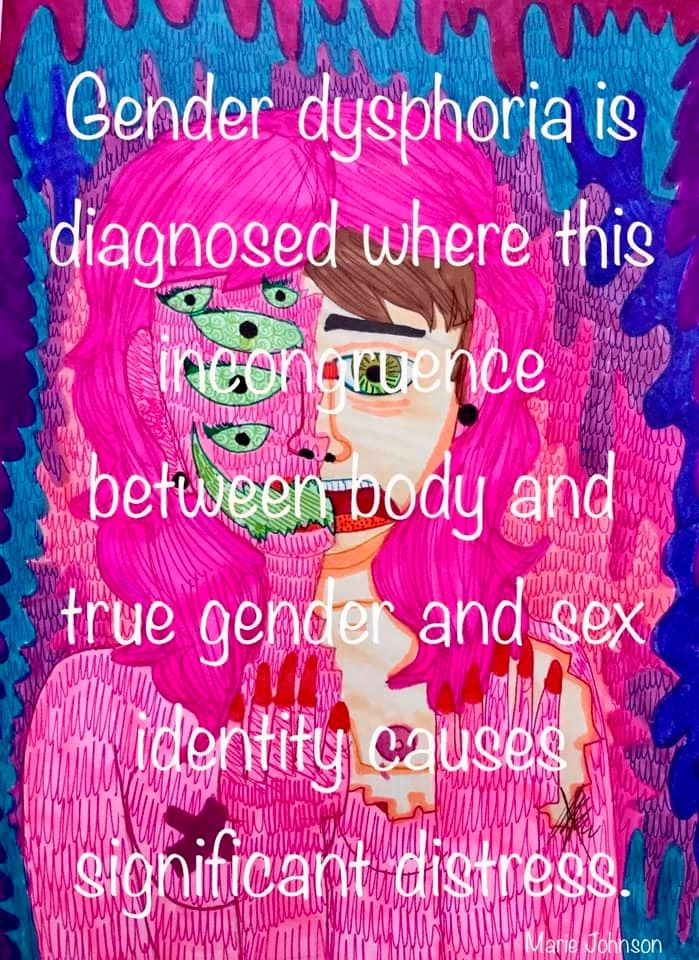 Gender dysphoria is
diagnosed where this
incongruence
between body and
true gender and sex
identity causes
significant distress.
Marie Johnson